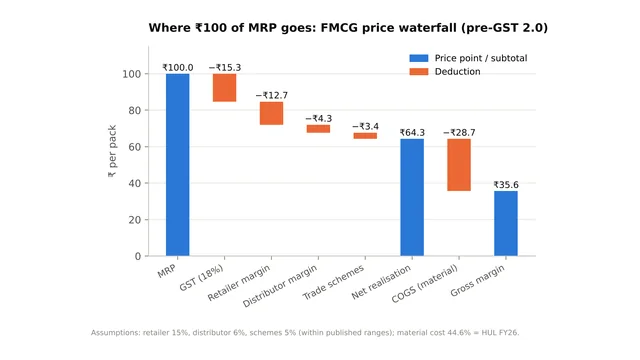 Where ₹100 of MRP goes: FMCG price waterfall (pre-GST 2.0)
Price point / subtotal
Deduction
₹ per pack
100
80
60
40
20
0
₹100.0
−₹15.3
−₹12.7
−₹4.3
−₹3.4
₹64.3
−₹28.7
₹35.6
MRP
GST (18%)
Retailer margin
Distributor margin
Trade schemes
Net realisation
COGS (material)
Gross margin
Assumptions: retailer 15%, distributor 6%, schemes 5% (within published ranges); material cost 44.6% = HUL FY26.